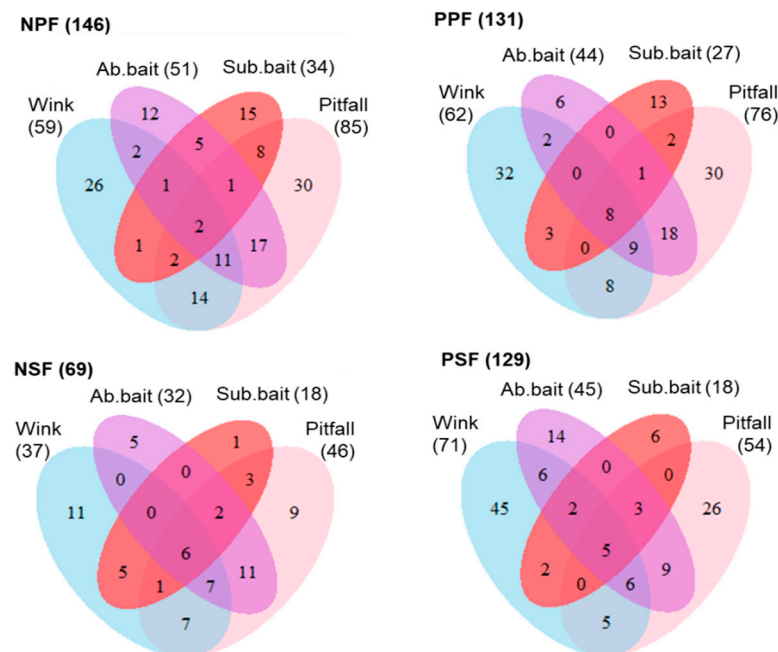 NPF (146)
Ab.bait (51) Sub.bait (34)
Wink Pitfall
(59) (85)
12 15
2 5 8
26 1 1 30
2
1 2 11 17
14
PPF (131)
Ab.bait (44) Sub.bait (27)
Wink Pitfall
(62) (76)
6 13
2 0 2
32 0 1 30
8
3 0 9 18
8
NSF (69)
Ab.bait (32) Sub.bait (18)
Wink Pitfall
(37) (46)
5 1
0 0 3
11 0 2 9
6
5 1 7 11
7
PSF (129)
Ab.bait (45) Sub.bait (18)
Wink Pitfall
(71) (54)
14 6
6 0 0
45 2 3 26
5
2 0 6 9
5